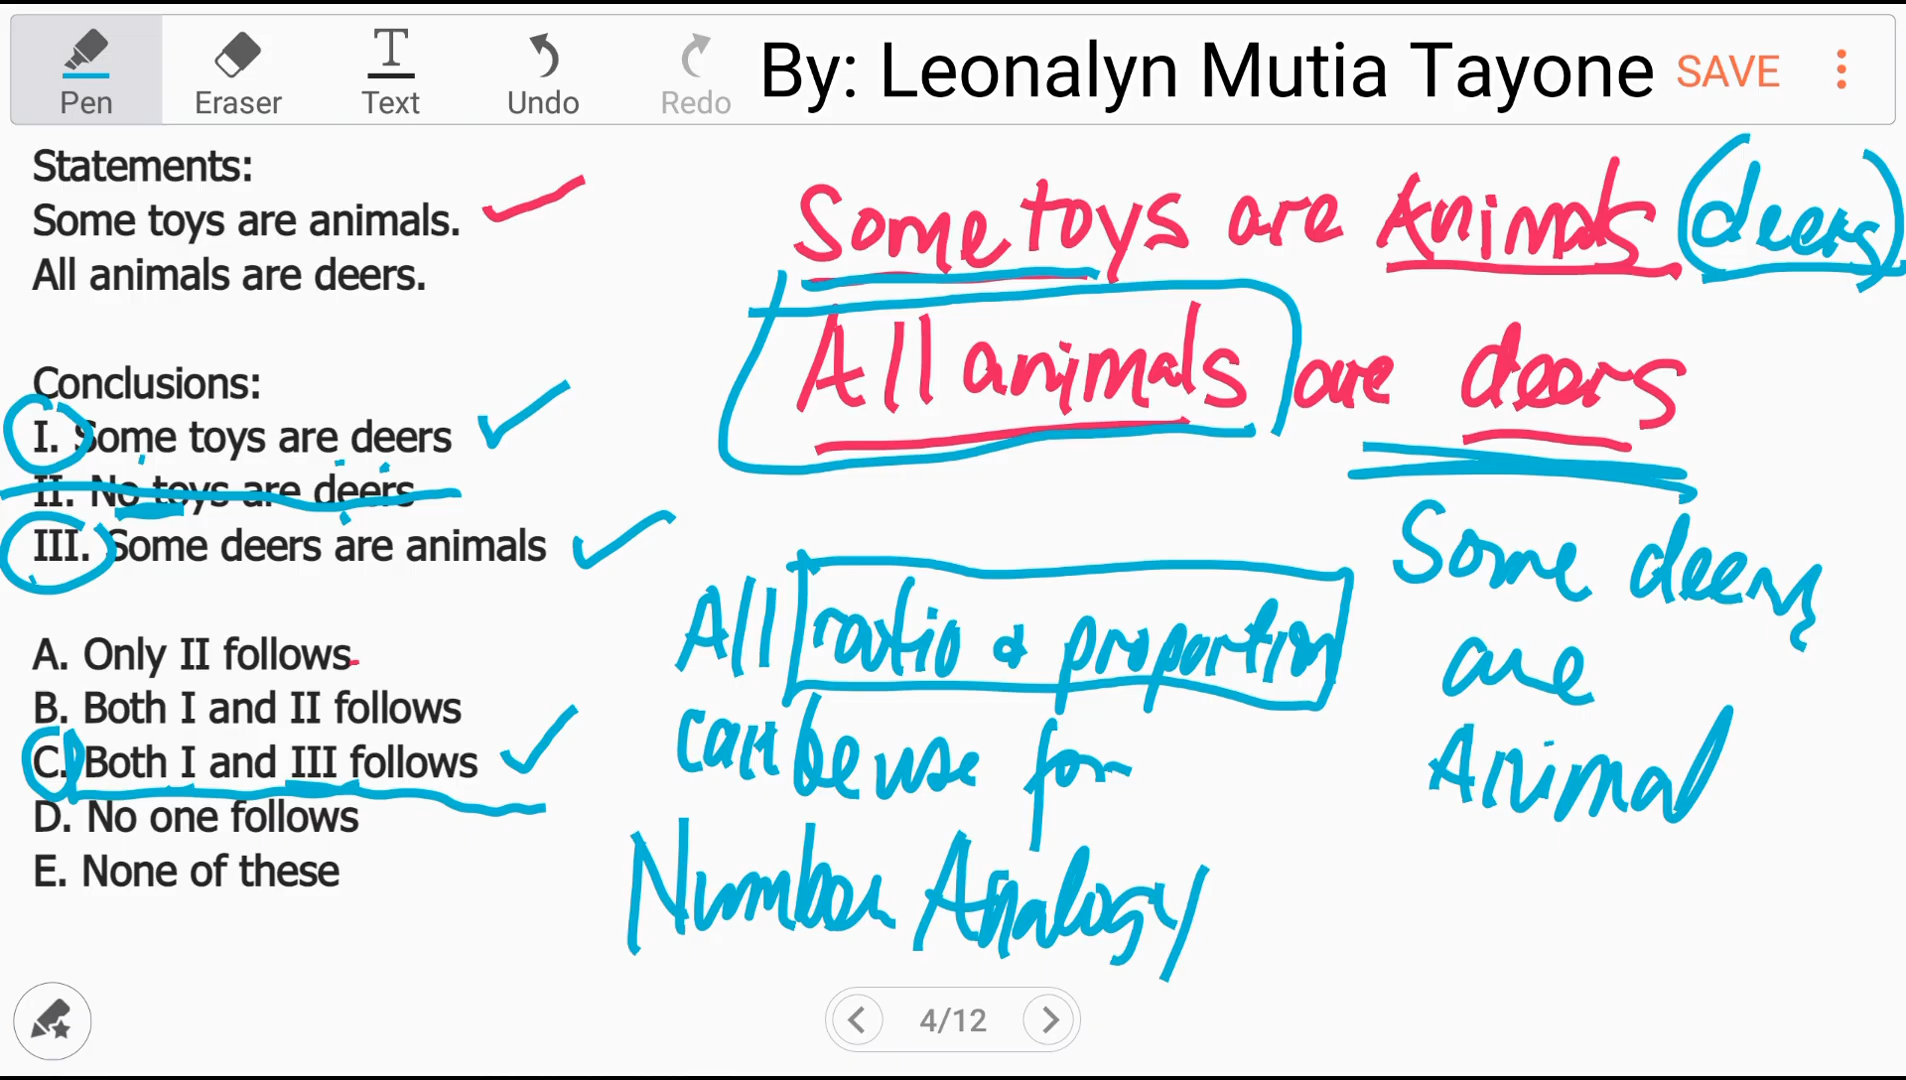 Pen
Eraser
Text
Undo
Redo
By: Leonalyn Mutia Tayone
SAVE
Statements:
Some toys are animals.
All animals are deers.
Conclusions:
I. Some toys are deers
II. No toys are deers
III. Some deers are animals
A. Only II follows
B. Both I and II follows
C. Both I and III follows
D. No one follows
E. None of these
Some toys are Animals (deers)
All animals are deers
Some deers
are
Animal
All ratio & proportion
can be use for
Number Analogy
4/12